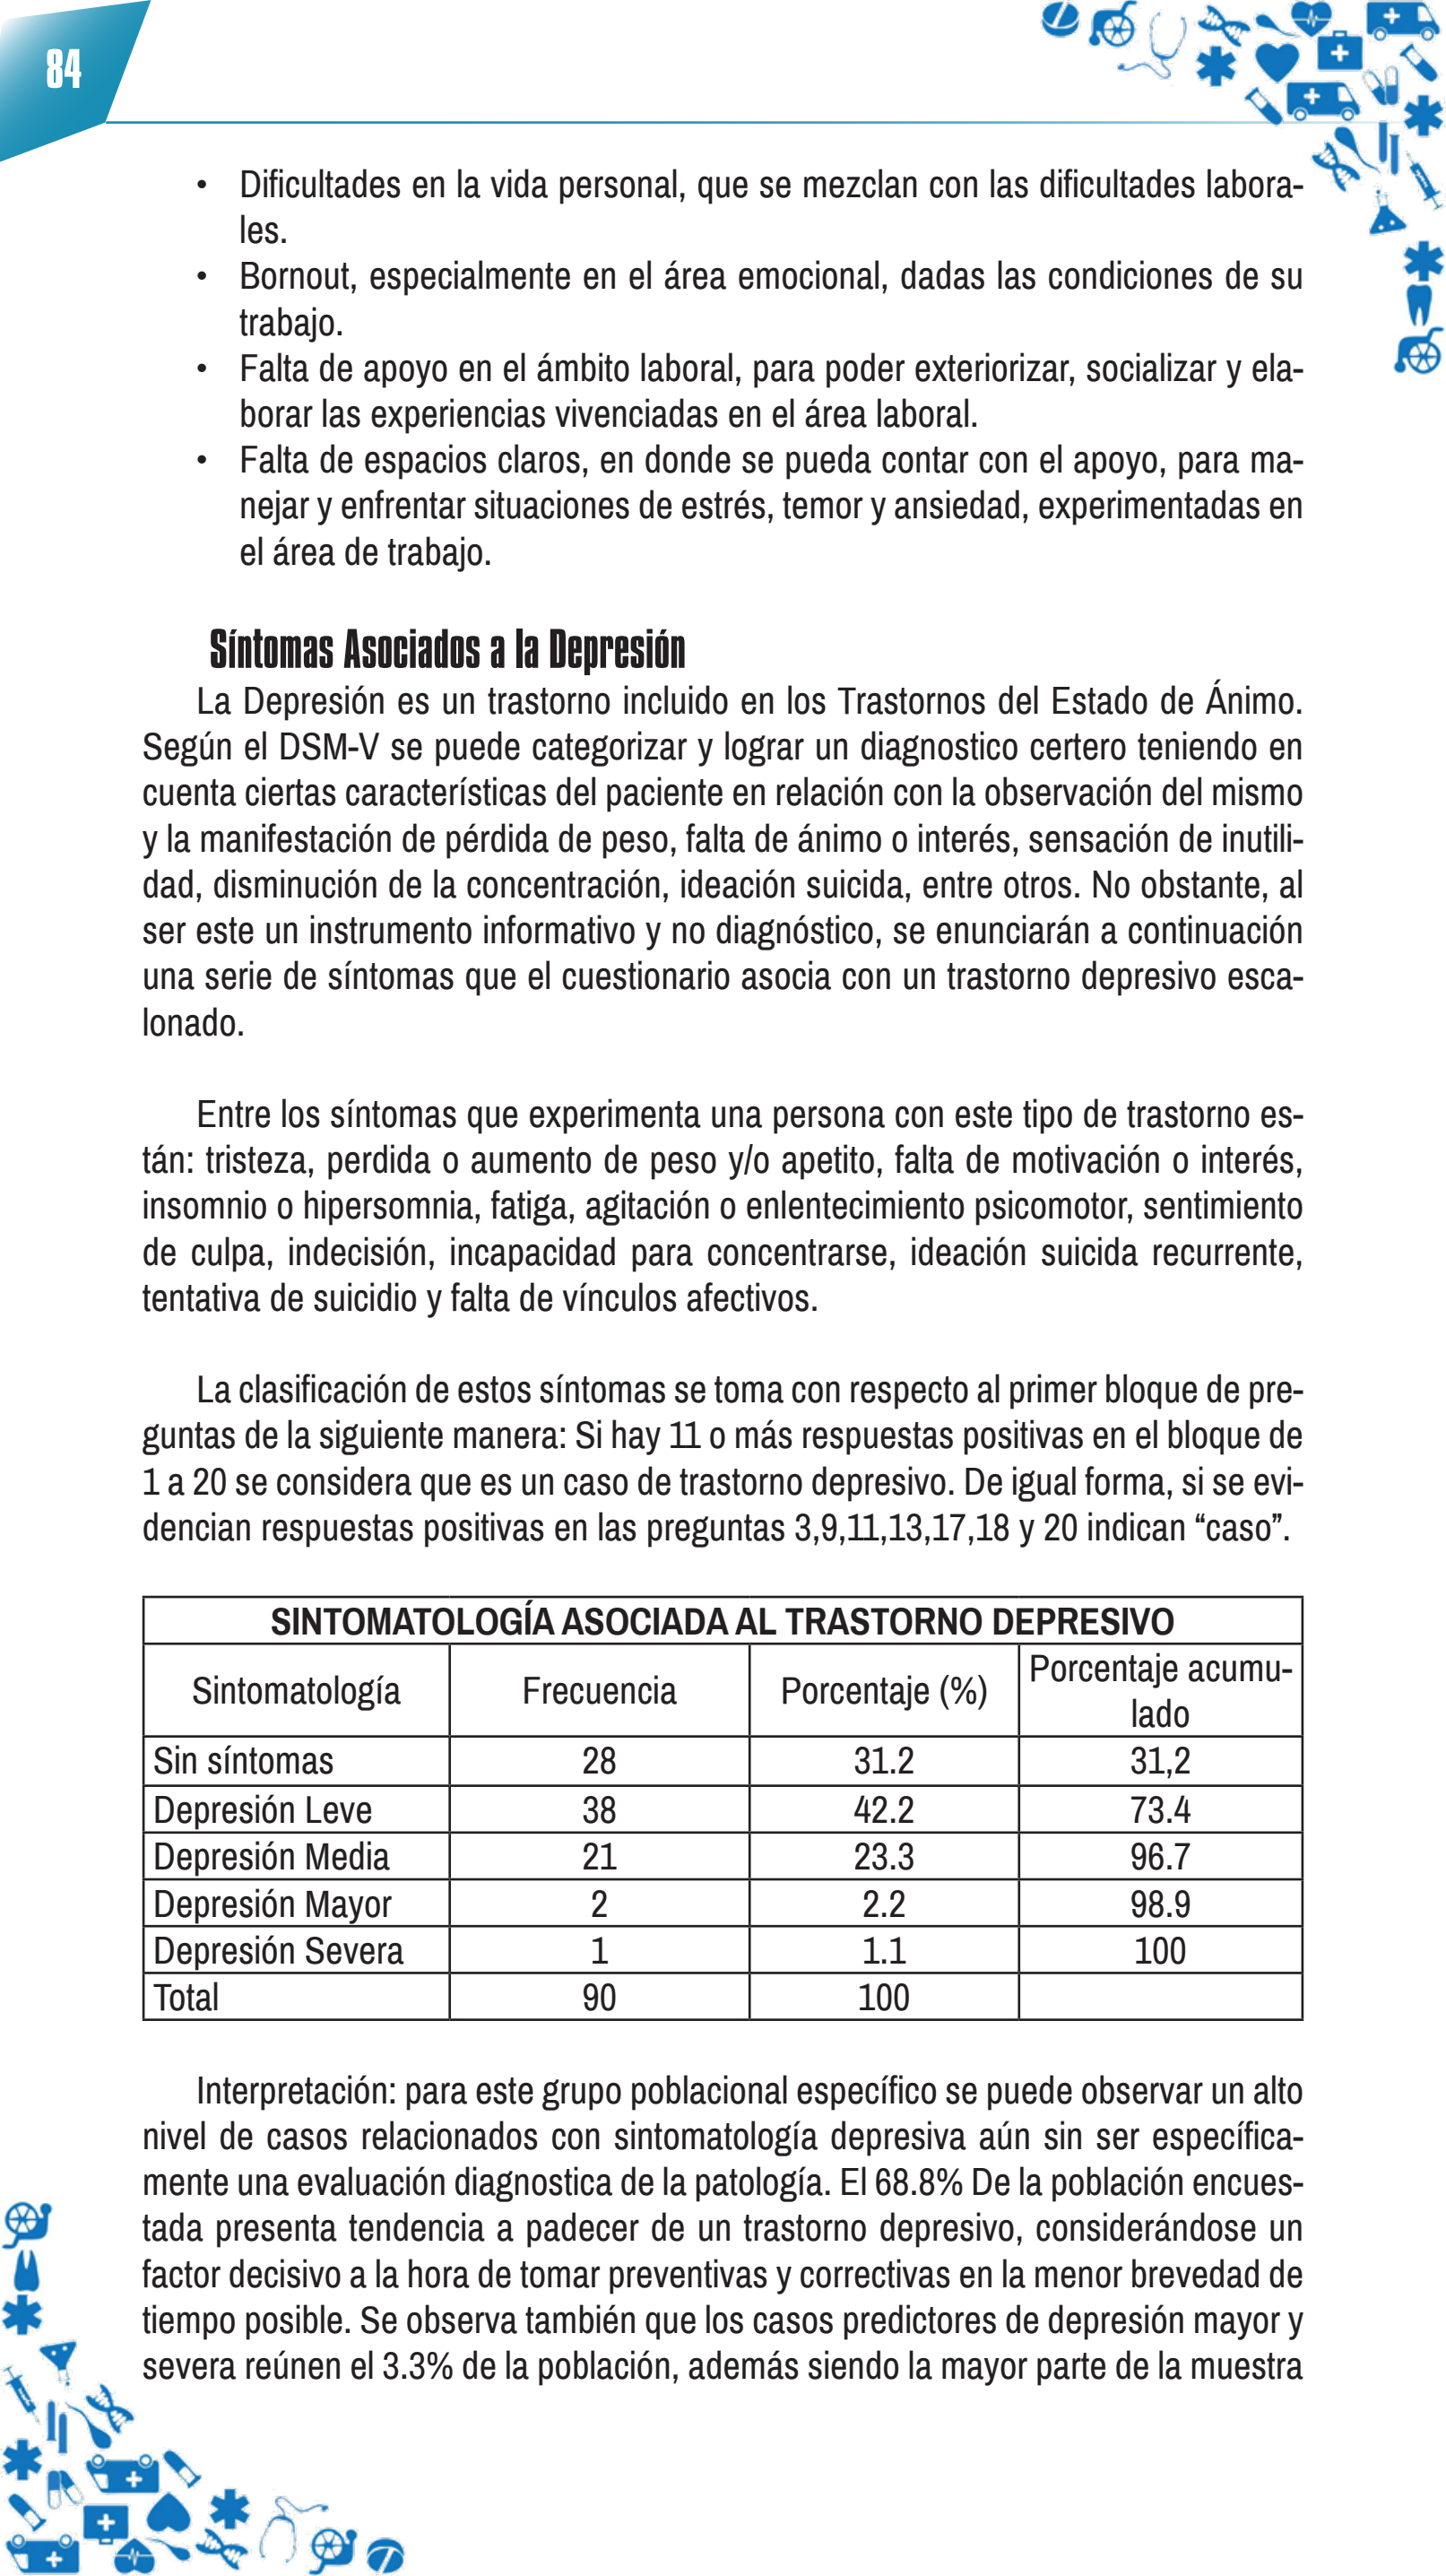 84
• Dificultades en la vida personal, que se mezclan con las dificultades labora-
les.
• Bornout, especialmente en el área emocional, dadas las condiciones de su
trabajo.
• Falta de apoyo en el ámbito laboral, para poder exteriorizar, socializar y ela-
borar las experiencias vivenciadas en el área laboral.
• Falta de espacios claros, en donde se pueda contar con el apoyo, para ma-
nejar y enfrentar situaciones de estrés, temor y ansiedad, experimentadas en
el área de trabajo.
Síntomas Asociados a la Depresión
La Depresión es un trastorno incluido en los Trastornos del Estado de Ánimo.
Según el DSM-V se puede categorizar y lograr un diagnostico certero teniendo en
cuenta ciertas características del paciente en relación con la observación del mismo
y la manifestación de pérdida de peso, falta de ánimo o interés, sensación de inutili-
dad, disminución de la concentración, ideación suicida, entre otros. No obstante, al
ser este un instrumento informativo y no diagnóstico, se enunciarán a continuación
una serie de síntomas que el cuestionario asocia con un trastorno depresivo esca-
lonado.
Entre los síntomas que experimenta una persona con este tipo de trastorno es-
tán: tristeza, perdida o aumento de peso y/o apetito, falta de motivación o interés,
insomnio o hipersomnia, fatiga, agitación o enlentecimiento psicomotor, sentimiento
de culpa, indecisión, incapacidad para concentrarse, ideación suicida recurrente,
tentativa de suicidio y falta de vínculos afectivos.
La clasificación de estos síntomas se toma con respecto al primer bloque de pre-
guntas de la siguiente manera: Si hay 11 o más respuestas positivas en el bloque de
1 a 20 se considera que es un caso de trastorno depresivo. De igual forma, si se evi-
dencian respuestas positivas en las preguntas 3,9,11,13,17,18 y 20 indican “caso”.
SINTOMATOLOGÍA ASOCIADA AL TRASTORNO DEPRESIVO
Sintomatología Frecuencia Porcentaje (%) Porcentaje acumu-
lado
Sin síntomas 28 31.2 31,2
Depresión Leve 38 42.2 73.4
Depresión Media 21 23.3 96.7
Depresión Mayor 2 2.2 98.9
Depresión Severa 1 1.1 100
Total 90 100
Interpretación: para este grupo poblacional específico se puede observar un alto
nivel de casos relacionados con sintomatología depresiva aún sin ser específica-
mente una evaluación diagnostica de la patología. El 68.8% De la población encues-
tada presenta tendencia a padecer de un trastorno depresivo, considerándose un
factor decisivo a la hora de tomar preventivas y correctivas en la menor brevedad de
tiempo posible. Se observa también que los casos predictores de depresión mayor y
severa reúnen el 3.3% de la población, además siendo la mayor parte de la muestra